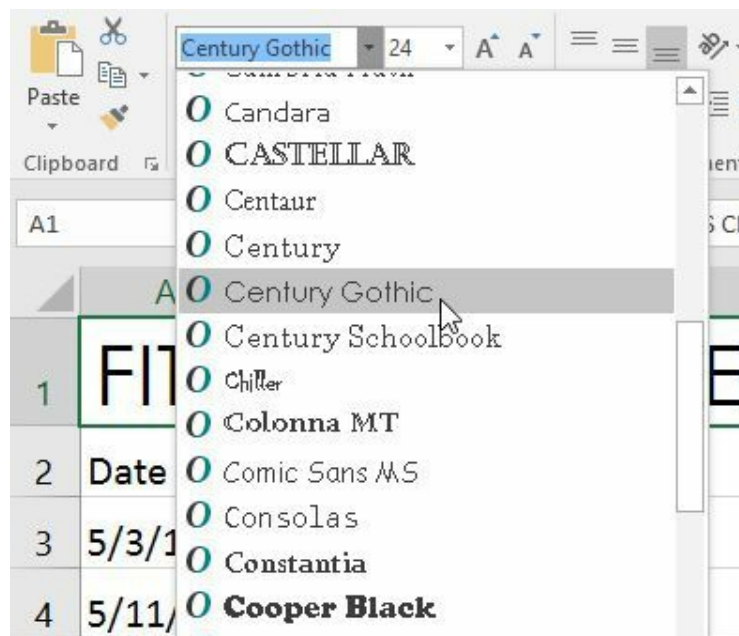 Century Gothic 24 A A
Paste
Candara
CASTELLAR
Clipboard
Centaur
A1
Century
A Century Gothic
Century Schoolbook
1 FIT E
Chiller
Colonna MT
2 Date Comic Sans MS
Consolas
3 5/3/1
Constantia
4 5/11/ Cooper Black